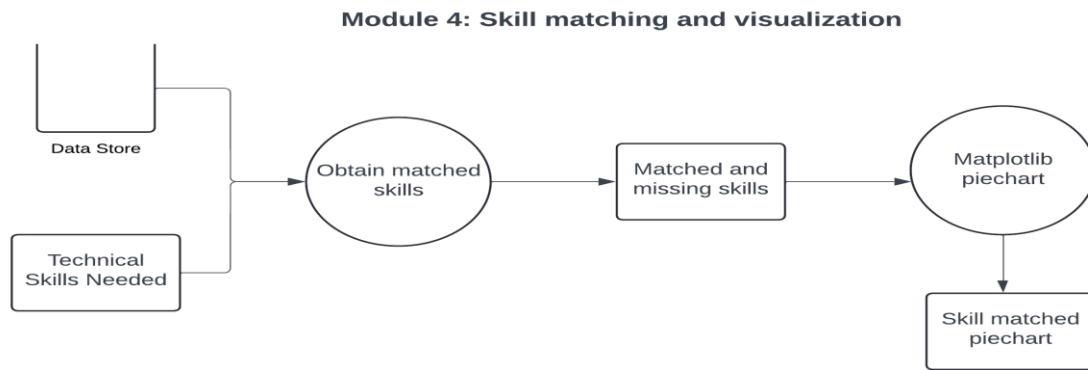 Module 4: Skill matching and visualization
Data Store
Technical
Skills Needed
Obtain matched
skills
Matched and
missing skills
Matplotlib
piechart
Skill matched
piechart